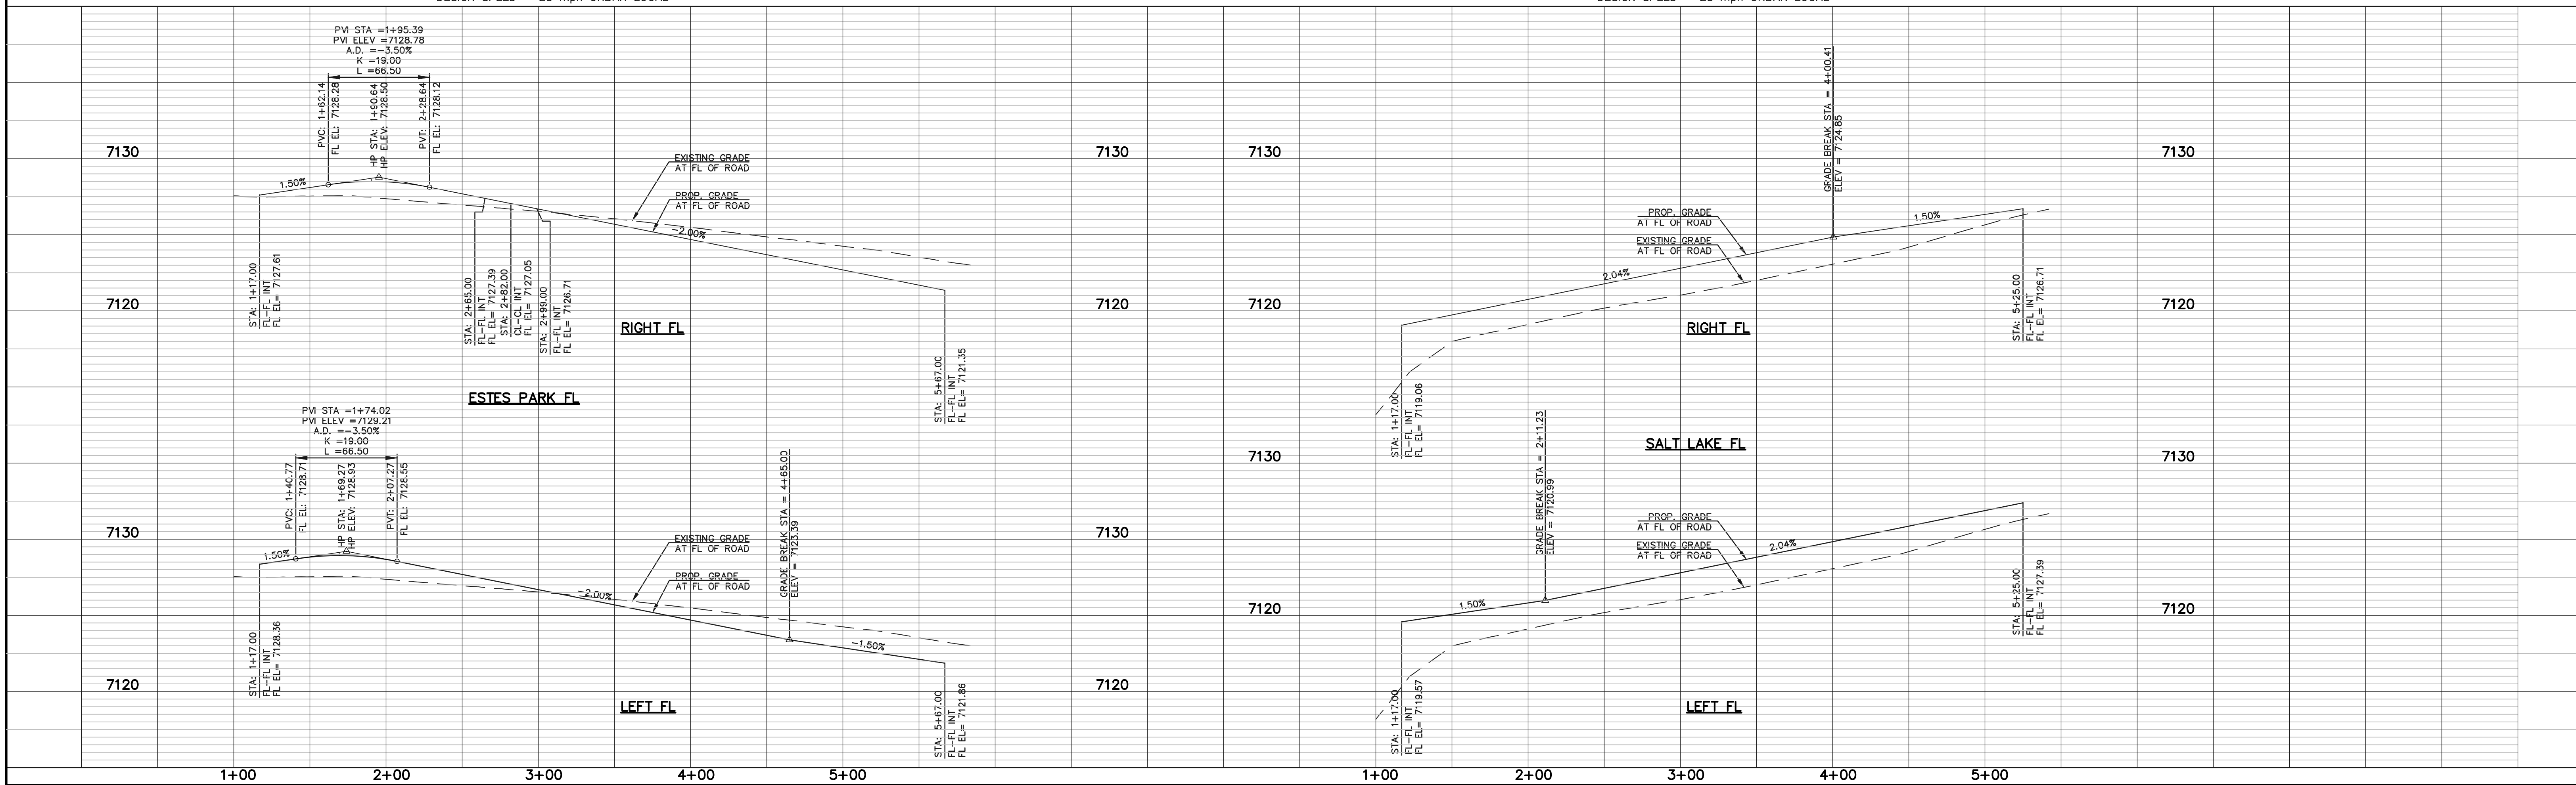 PVI STA =1+95.39
PVI ELEV =7128.78
A.D. =-3.50%
K =19.00
L =66.50
PVC: 1+62.14
FL EL: 7128.28
HP STA: 1+90.64
HP ELEV: 7128.50
PVT: 2+28.64
FL EL: 7128.12
7130
7130
1.50%
EXISTING GRADE
AT FL OF ROAD
PROP. GRADE
AT FL OF ROAD
-2.00%
STA: 1+17.00
FL-FL INT
FL EL= 7127.61
STA: 2+65.00
FL-FL INT
FL EL= 7127.39
STA: 2+82.00
CL-CL INT
FL EL= 7127.05
STA: 2+99.00
FL-FL INT
FL EL= 7126.71
7120
7120
RIGHT FL
STA: 5+67.00
FL-FL INT
FL EL= 7121.35
ESTES PARK FL
PVI STA =1+74.02
PVI ELEV =7129.21
A.D. =-3.50%
K =19.00
L =66.50
PVC: 1+40.77
FL EL: 7128.71
HP STA: 1+69.27
HP ELEV: 7128.93
PVT: 2+07.27
FL EL: 7128.55
GRADE BREAK STA = 4+65.00
ELEV = 7123.39
7130
7130
1.50%
EXISTING GRADE
AT FL OF ROAD
PROP. GRADE
AT FL OF ROAD
-2.00%
-1.50%
STA: 1+17.00
FL-FL INT
FL EL= 7128.36
7120
7120
LEFT FL
STA: 5+67.00
FL-FL INT
FL EL= 7121.86
1+00
2+00
3+00
4+00
5+00
GRADE BREAK STA = 4+00.41
ELEV = 7124.85
7130
7130
PROP. GRADE
AT FL OF ROAD
EXISTING GRADE
AT FL OF ROAD
1.50%
2.04%
7120
7120
RIGHT FL
STA: 5+25.00
FL-FL INT
FL EL= 7126.71
STA: 1+17.00
FL-FL INT
FL EL= 7119.06
SALT LAKE FL
7130
7130
GRADE BREAK STA = 2+11.23
ELEV = 7120.99
PROP. GRADE
AT FL OF ROAD
EXISTING GRADE
AT FL OF ROAD
2.04%
1.50%
7120
7120
STA: 5+25.00
FL-FL INT
FL EL= 7127.39
STA: 1+17.00
FL-FL INT
FL EL= 7119.57
LEFT FL
1+00
2+00
3+00
4+00
5+00